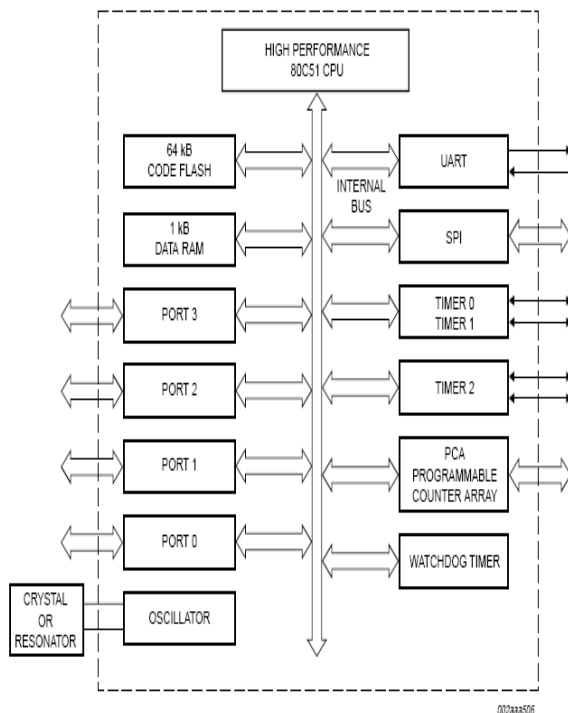 HIGH PERFORMANCE
80C51 CPU
64 kB
CODE FLASH
UART
INTERNAL
BUS
1 kB
DATA RAM
SPI
PORT 3
TIMER 0
TIMER 1
PORT 2
TIMER 2
PORT 1
PCA
PROGRAMMABLE
COUNTER ARRAY
PORT 0
WATCHDOG TIMER
CRYSTAL
OR
RESONATOR
OSCILLATOR
002aaa506